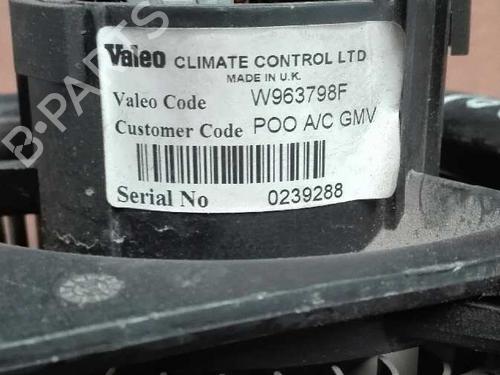 B-PARTS
Valeo CLIMATE CONTROL LTD
MADE IN U.K.
Valeo Code W963798F
Customer Code POO A/C GMV
Serial No 0239288